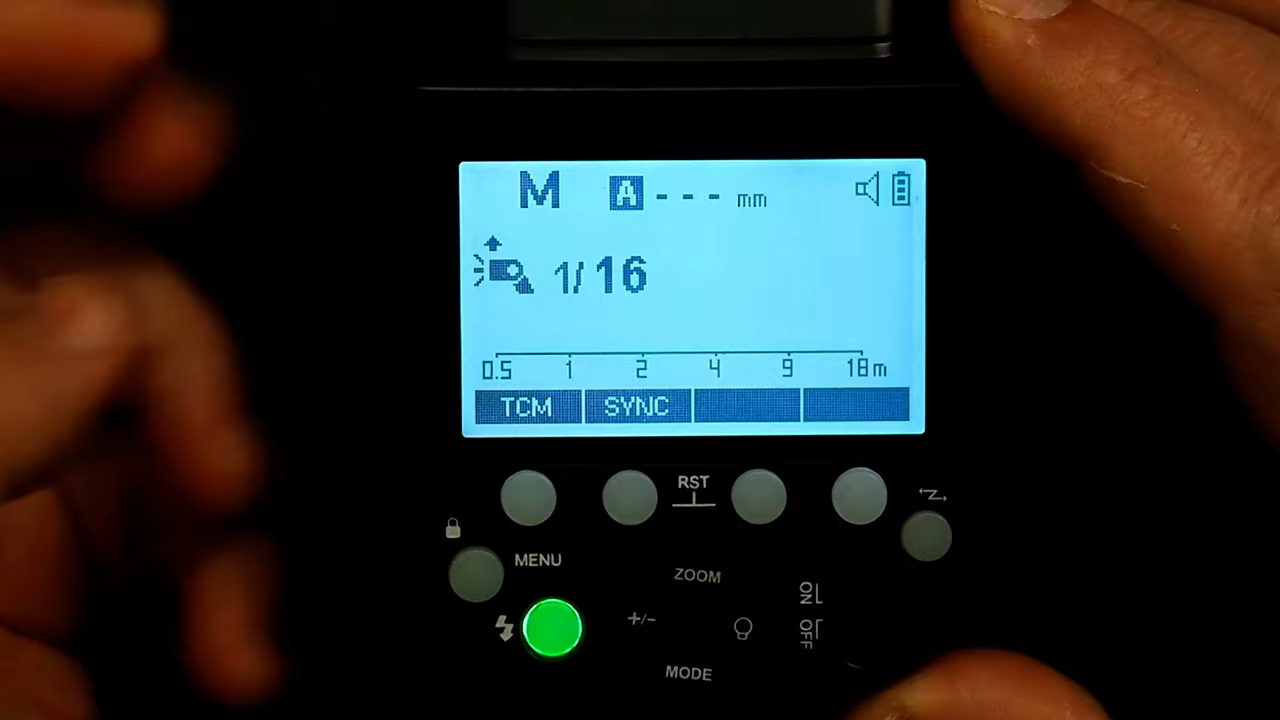 M A --- mm
1/16
0.5 1 2 4 9 18m
TCM SYNC
RST
MENU
ZOOM
+/-
ON
OFF
MODE